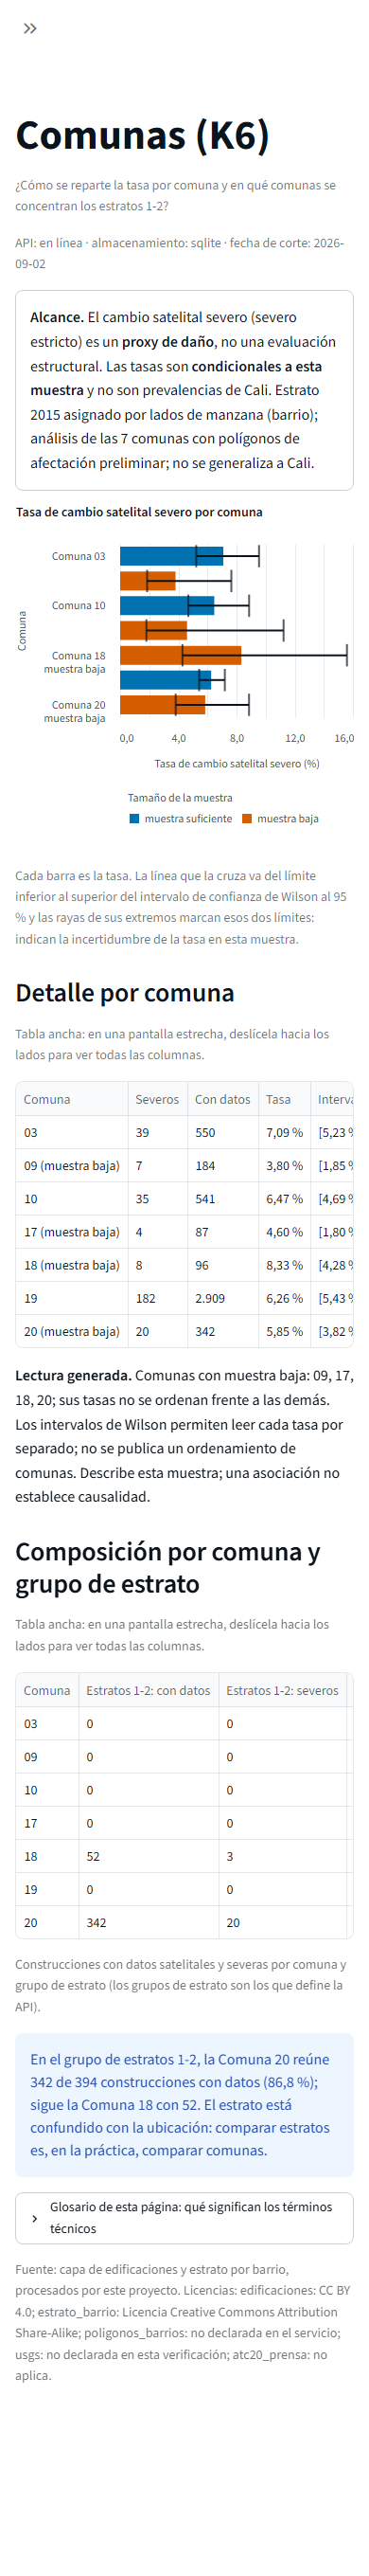 Comunas (K6)
¿Cómo se reparte la tasa por comuna y en qué comunas se
concentran los estratos 1-2?
API: en línea · almacenamiento: sqlite · fecha de corte: 2026-
09-02
Alcance. El cambio satelital severo (severo
estricto) es un proxy de daño, no una evaluación
estructural. Las tasas son condicionales a esta
muestra y no son prevalencias de Cali. Estrato
2015 asignado por lados de manzana (barrio);
análisis de las 7 comunas con polígonos de
afectación preliminar; no se generaliza a Cali.
Tasa de cambio satelital severo por comuna
Comuna
Comuna 03
Comuna 10
Comuna 18
muestra baja
Comuna 20
muestra baja
0,0 4,0 8,0 12,0 16,0
Tasa de cambio satelital severo (%)
Tamaño de la muestra
muestra suficiente muestra baja
Cada barra es la tasa. La línea que la cruza va del límite
inferior al superior del intervalo de confianza de Wilson al 95
% y las rayas de sus extremos marcan esos dos límites:
indican la incertidumbre de la tasa en esta muestra.
Detalle por comuna
Tabla ancha: en una pantalla estrecha, deslícela hacia los
lados para ver todas las columnas.
Comuna Severos Con datos Tasa
03 39 550 7,09 % [5,23 %
09 (muestra baja) 7 184 3,80 % [1,85 %
10 35 541 6,47 % [4,69 %
17 (muestra baja) 4 87 4,60 % [1,80 %
18 (muestra baja) 8 96 8,33 % [4,28 %
19 182 2.909 6,26 % [5,43 %
20 (muestra baja) 20 342 5,85 % [3,82 %
Lectura generada. Comunas con muestra baja: 09, 17,
18, 20; sus tasas no se ordenan frente a las demás.
Los intervalos de Wilson permiten leer cada tasa por
separado; no se publica un ordenamiento de
comunas. Describe esta muestra; una asociación no
establece causalidad.
Composición por comuna y
grupo de estrato
Tabla ancha: en una pantalla estrecha, deslícela hacia los
lados para ver todas las columnas.
Comuna Estratos 1-2: con datos Estratos 1-2: severos
03 0 0
09 0 0
10 0 0
17 0 0
18 52 3
19 0 0
20 342 20
Construcciones con datos satelitales y severas por comuna y
grupo de estrato (los grupos de estrato son los que define la
API).
En el grupo de estratos 1-2, la Comuna 20 reúne
342 de 394 construcciones con datos (86,8 %);
sigue la Comuna 18 con 52. El estrato está
confundido con la ubicación: comparar estratos
es, en la práctica, comparar comunas.
Glosario de esta página: qué significan los términos
técnicos
Fuente: capa de edificaciones y estrato por barrio,
procesados por este proyecto. Licencias: edificaciones: CC BY
4.0; estrato_barrio: Licencia Creative Commons Attribution
Share-Alike; poligonos_barrios: no declarada en el servicio;
usgs: no declarada en esta verificación; atc20_prensa: no
aplica.